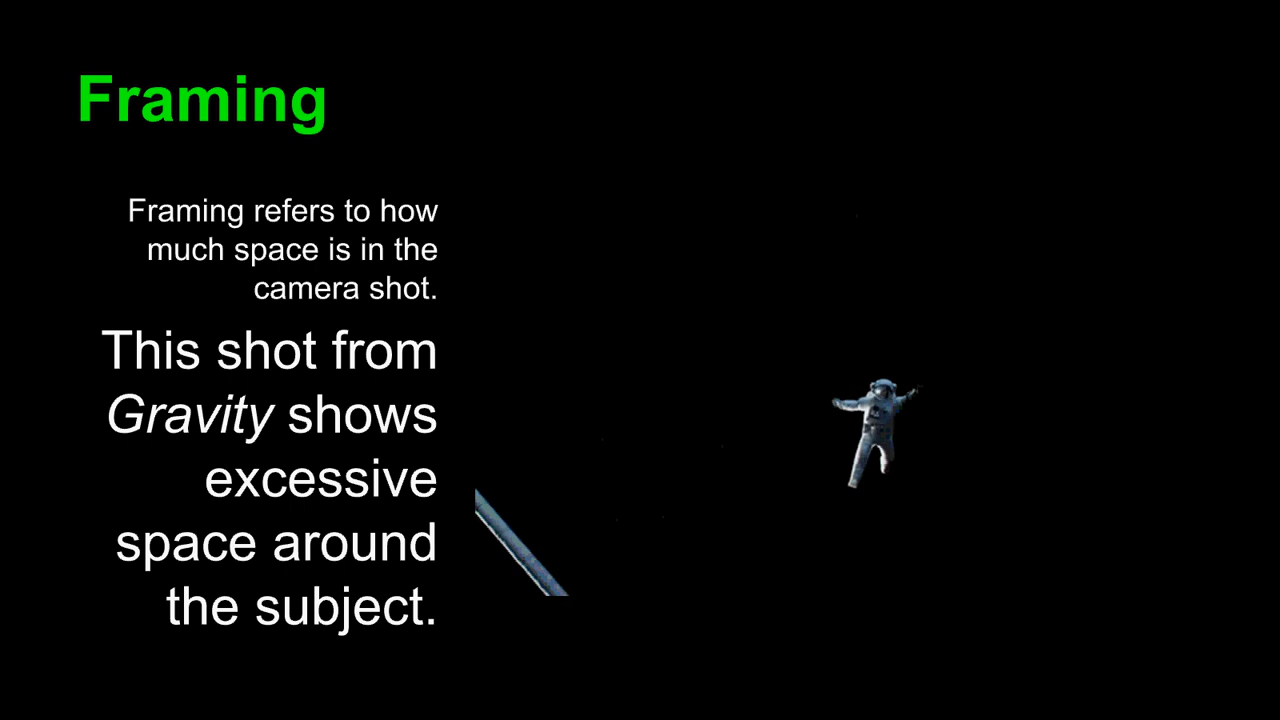 Framing
Framing refers to how
much space is in the
camera shot.
This shot from
Gravity shows
excessive
space around
the subject.